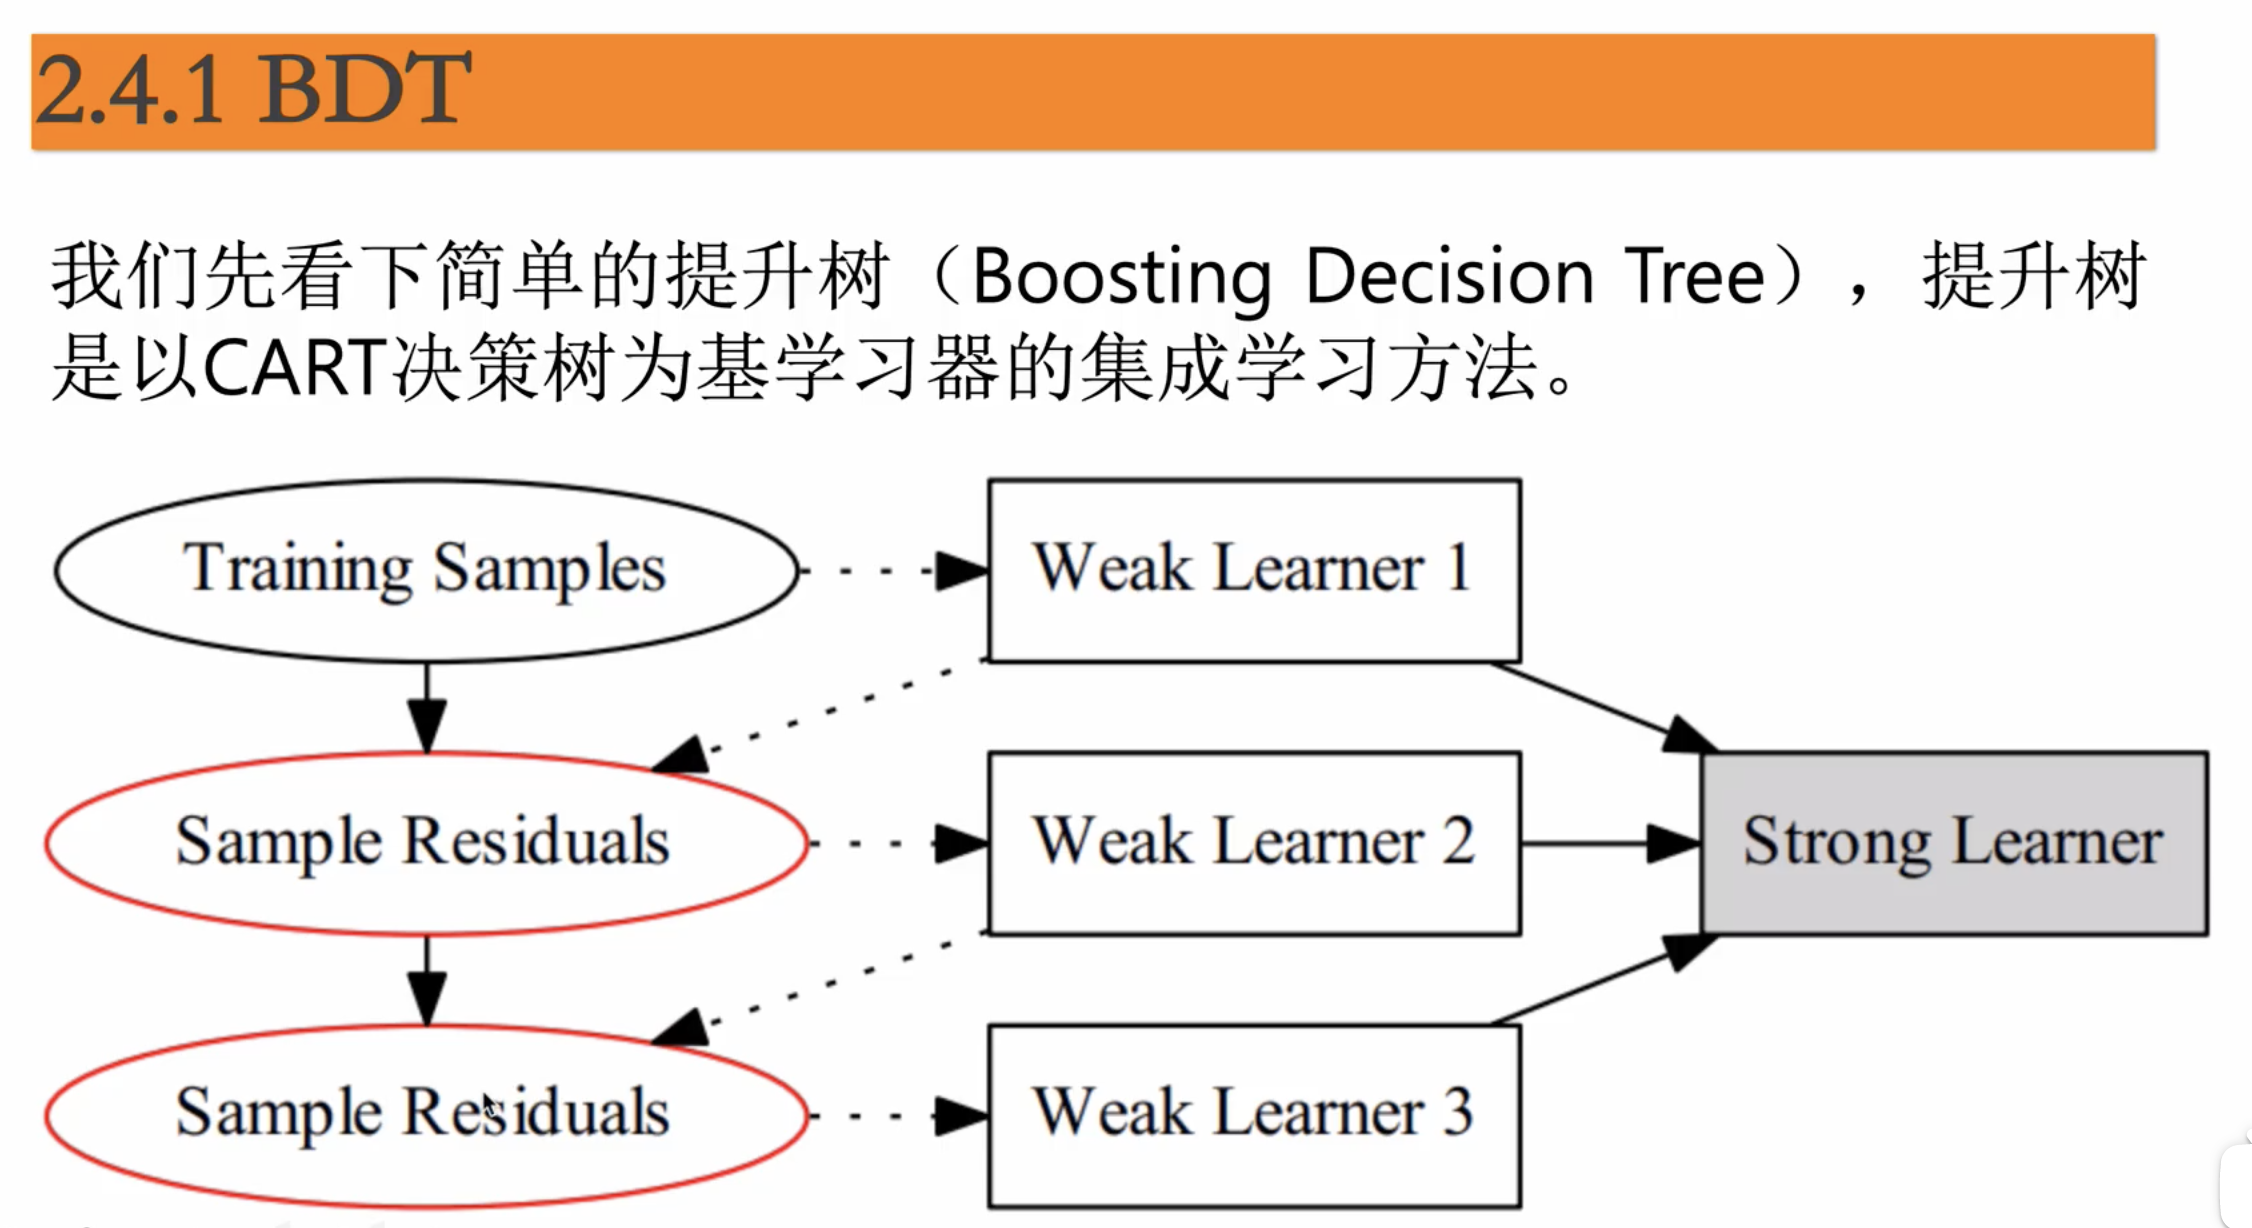 2.4.1 BDT
我们先看下简单的提升树（Boosting Decision Tree），提升树
是以CART决策树为基学习器的集成学习方法。
Training Samples
Weak Learner 1
Sample Residuals
Weak Learner 2
Strong Learner
Sample Residuals
Weak Learner 3